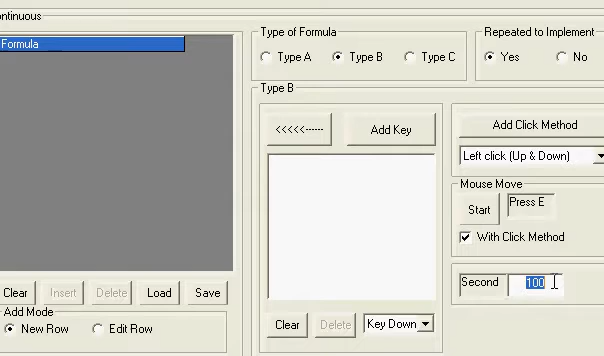 ontinuous
Formula
Type of Formula
Type A
Type B
Type C
Repeated to Implement
Yes
No
Type B
<<<<<------
Add Key
Add Click Method
Left click (Up & Down)
Mouse Move
Start
Press E
With Click Method
Second
100
Clear
Insert
Delete
Load
Save
Add Mode
New Row
Edit Row
Clear
Delete
Key Down